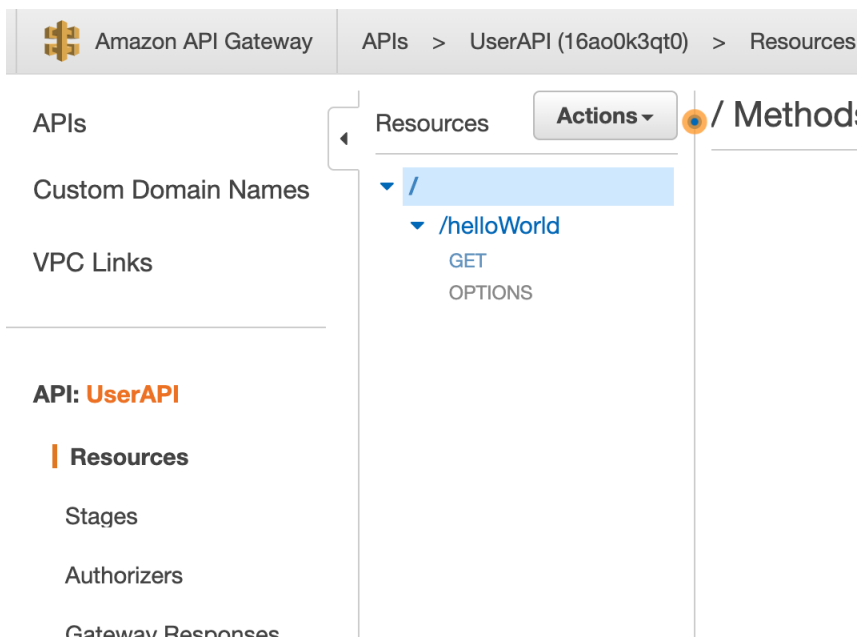 Amazon API Gateway APIs > UserAPI (16ao0k3qt0) > Resources
APIs
Custom Domain Names
VPC Links
API: UserAPI
Resources
Stages
Authorizers
Gateway Responses
Resources Actions
/
/helloWorld
GET
OPTIONS
/ Methods